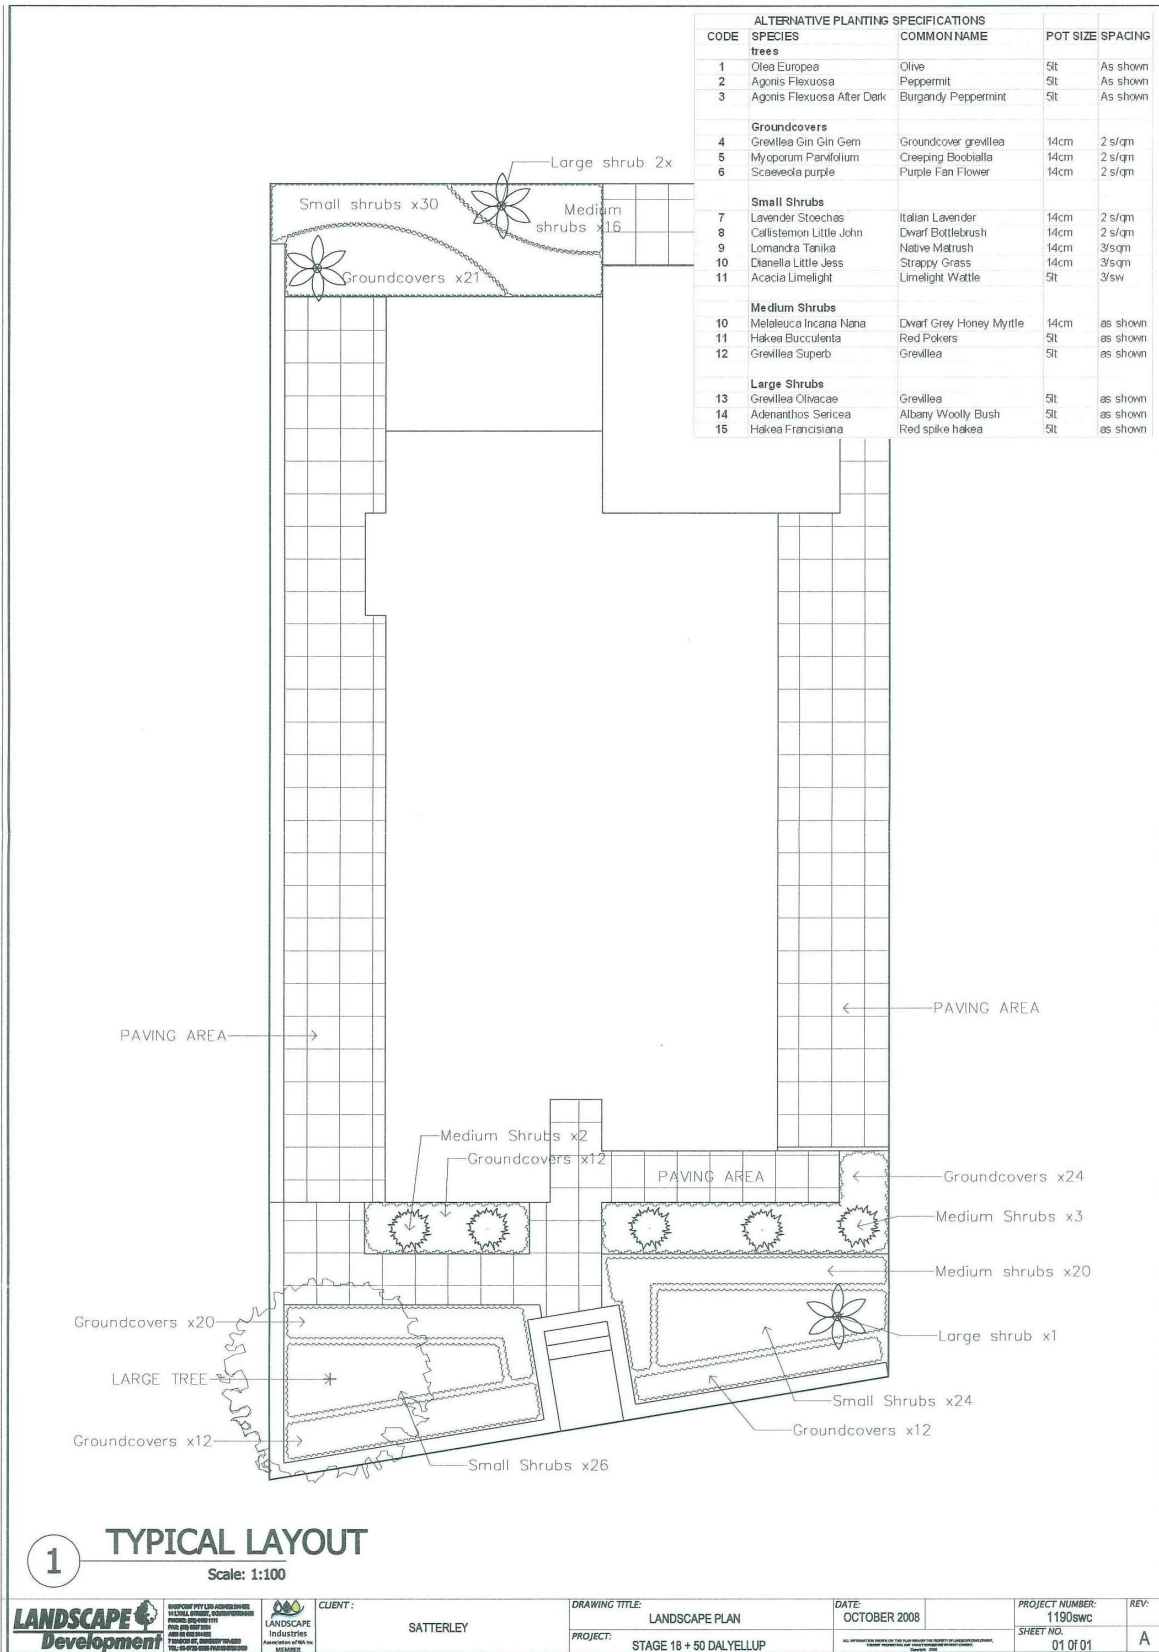 ALTERNATIVE PLANTING SPECIFICATIONS
CODE SPECIES COMMON NAME POT SIZE SPACING
trees
1 Olea Europea Olive 5lt As shown
2 Agonis Flexuosa Peppermit 5lt As shown
3 Agonis Flexuosa After Dark Burgandy Peppermint 5lt As shown
Groundcovers
4 Grevillea Gin Gin Gem Groundcover grevillea 14cm 2 s/qm
5 Myoporum Parvifolium Creeping Boobialla 14cm 2 s/qm
6 Scaeveola purple Purple Fan Flower 14cm 2 s/qm
Small Shrubs
7 Lavender Stoechas Italian Lavender 14cm 2 s/qm
8 Callistemon Little John Dwarf Bottlebrush 14cm 2 s/qm
9 Lomandra Tanika Native Matrush 14cm 3/sqm
10 Dianella Little Jess Strappy Grass 14cm 3/sqm
11 Acacia Limelight Limelight Wattle 5lt 3/sw
Medium Shrubs
10 Melaleuca Incana Nana Dwarf Grey Honey Myrtle 14cm as shown
11 Hakea Bucculenta Red Pokers 5lt as shown
12 Grevillea Superb Grevillea 5lt as shown
Large Shrubs
13 Grevillea Olivacae Grevillea 5lt as shown
14 Adenanthos Sericea Albany Woolly Bush 5lt as shown
15 Hakea Francisiana Red spike hakea 5lt as shown
Large shrub 2x
Small shrubs x30
Medium
shrubs x16
Groundcovers x21
PAVING AREA
PAVING AREA
Medium Shrubs x2
Groundcovers x12
PAVING AREA
Groundcovers x24
Medium Shrubs x3
Medium shrubs x20
Groundcovers x20
Large shrub x1
LARGE TREE
Small Shrubs x24
Groundcovers x12
Groundcovers x12
Small Shrubs x26
1 TYPICAL LAYOUT
Scale: 1:100
LANDSCAPE
Development
LANDSCAPE
Industries
Association of WA Inc
MEMBER
CLIENT :
SATTERLEY
DRAWING TITLE:
LANDSCAPE PLAN
PROJECT:
STAGE 18 + 50 DALYELLUP
DATE:
OCTOBER 2008
PROJECT NUMBER:
1190swc
SHEET NO.
01 0f 01
REV:
A